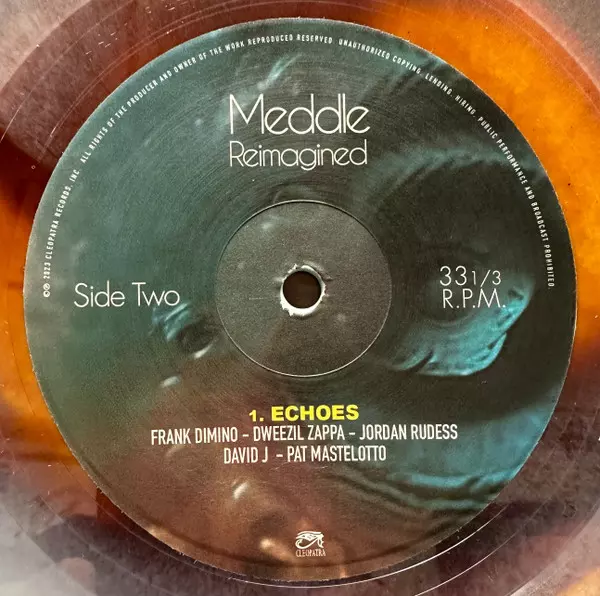 ℗© 2023 CLEOPATRA RECORDS, INC. ALL RIGHTS OF THE PRODUCER AND OWNER OF THE WORK REPRODUCED RESERVED. UNAUTHORIZED COPYING, LENDING, HIRING, PUBLIC PERFORMANCE AND BROADCAST PROHIBITED.
Meddle
Reimagined
Side Two
33 1/3
R.P.M.
1. ECHOES
FRANK DIMINO - DWEEZIL ZAPPA - JORDAN RUDESS
DAVID J - PAT MASTELOTTO
CLEOPATRA